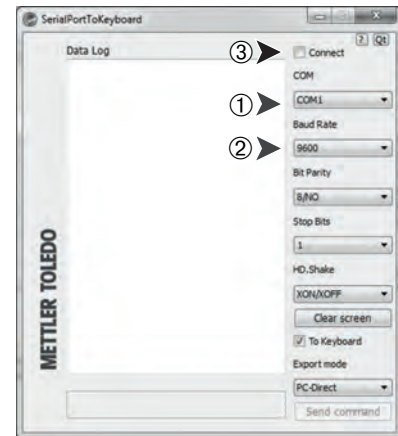 SerialPortToKeyboard
? Qt
Data Log
③ Connect
COM
① COM1
Baud Rate
② 9600
Bit Parity
8/NO
Stop Bits
1
HD.Shake
XON/XOFF
Clear screen
To Keyboard
Export mode
PC-Direct
Send command
METTLER TOLEDO